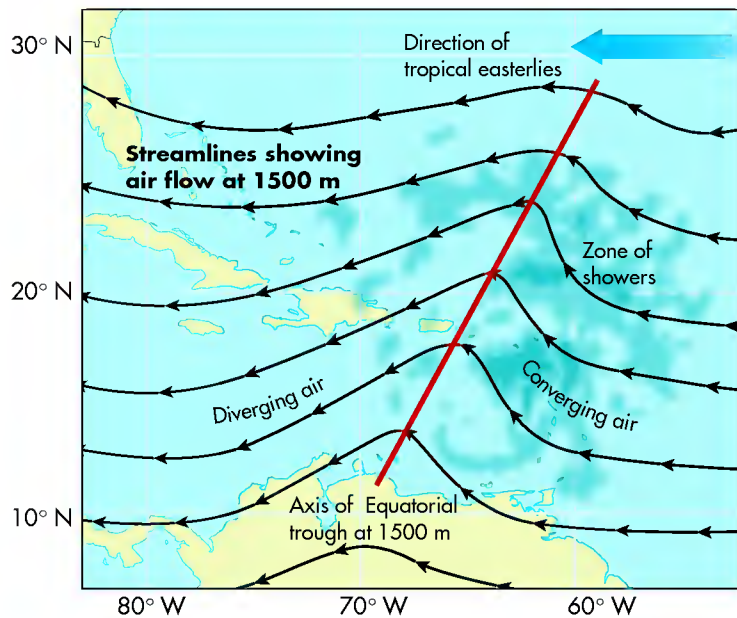 30° N
Direction of
tropical easterlies
Streamlines showing
air flow at 1500 m
Zone of
showers
20° N
Diverging air
Converging air
Axis of Equatorial
trough at 1500 m
10° N
80° W
70° W
60° W